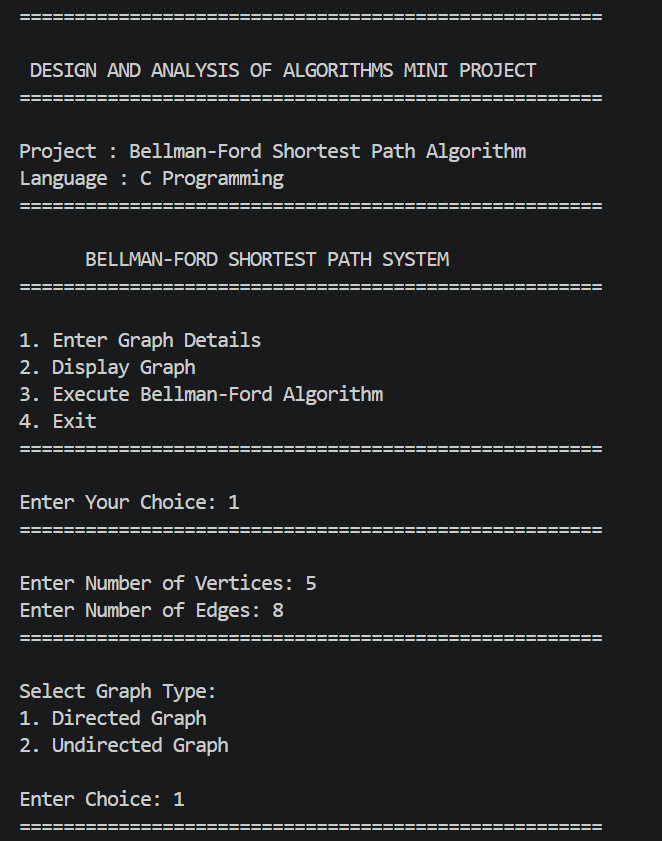 =====================================================
DESIGN AND ANALYSIS OF ALGORITHMS MINI PROJECT
=====================================================
Project : Bellman-Ford Shortest Path Algorithm
Language : C Programming
=====================================================
BELLMAN-FORD SHORTEST PATH SYSTEM
=====================================================
1. Enter Graph Details
2. Display Graph
3. Execute Bellman-Ford Algorithm
4. Exit
=====================================================
Enter Your Choice: 1
=====================================================
Enter Number of Vertices: 5
Enter Number of Edges: 8
=====================================================
Select Graph Type:
1. Directed Graph
2. Undirected Graph
Enter Choice: 1
=====================================================